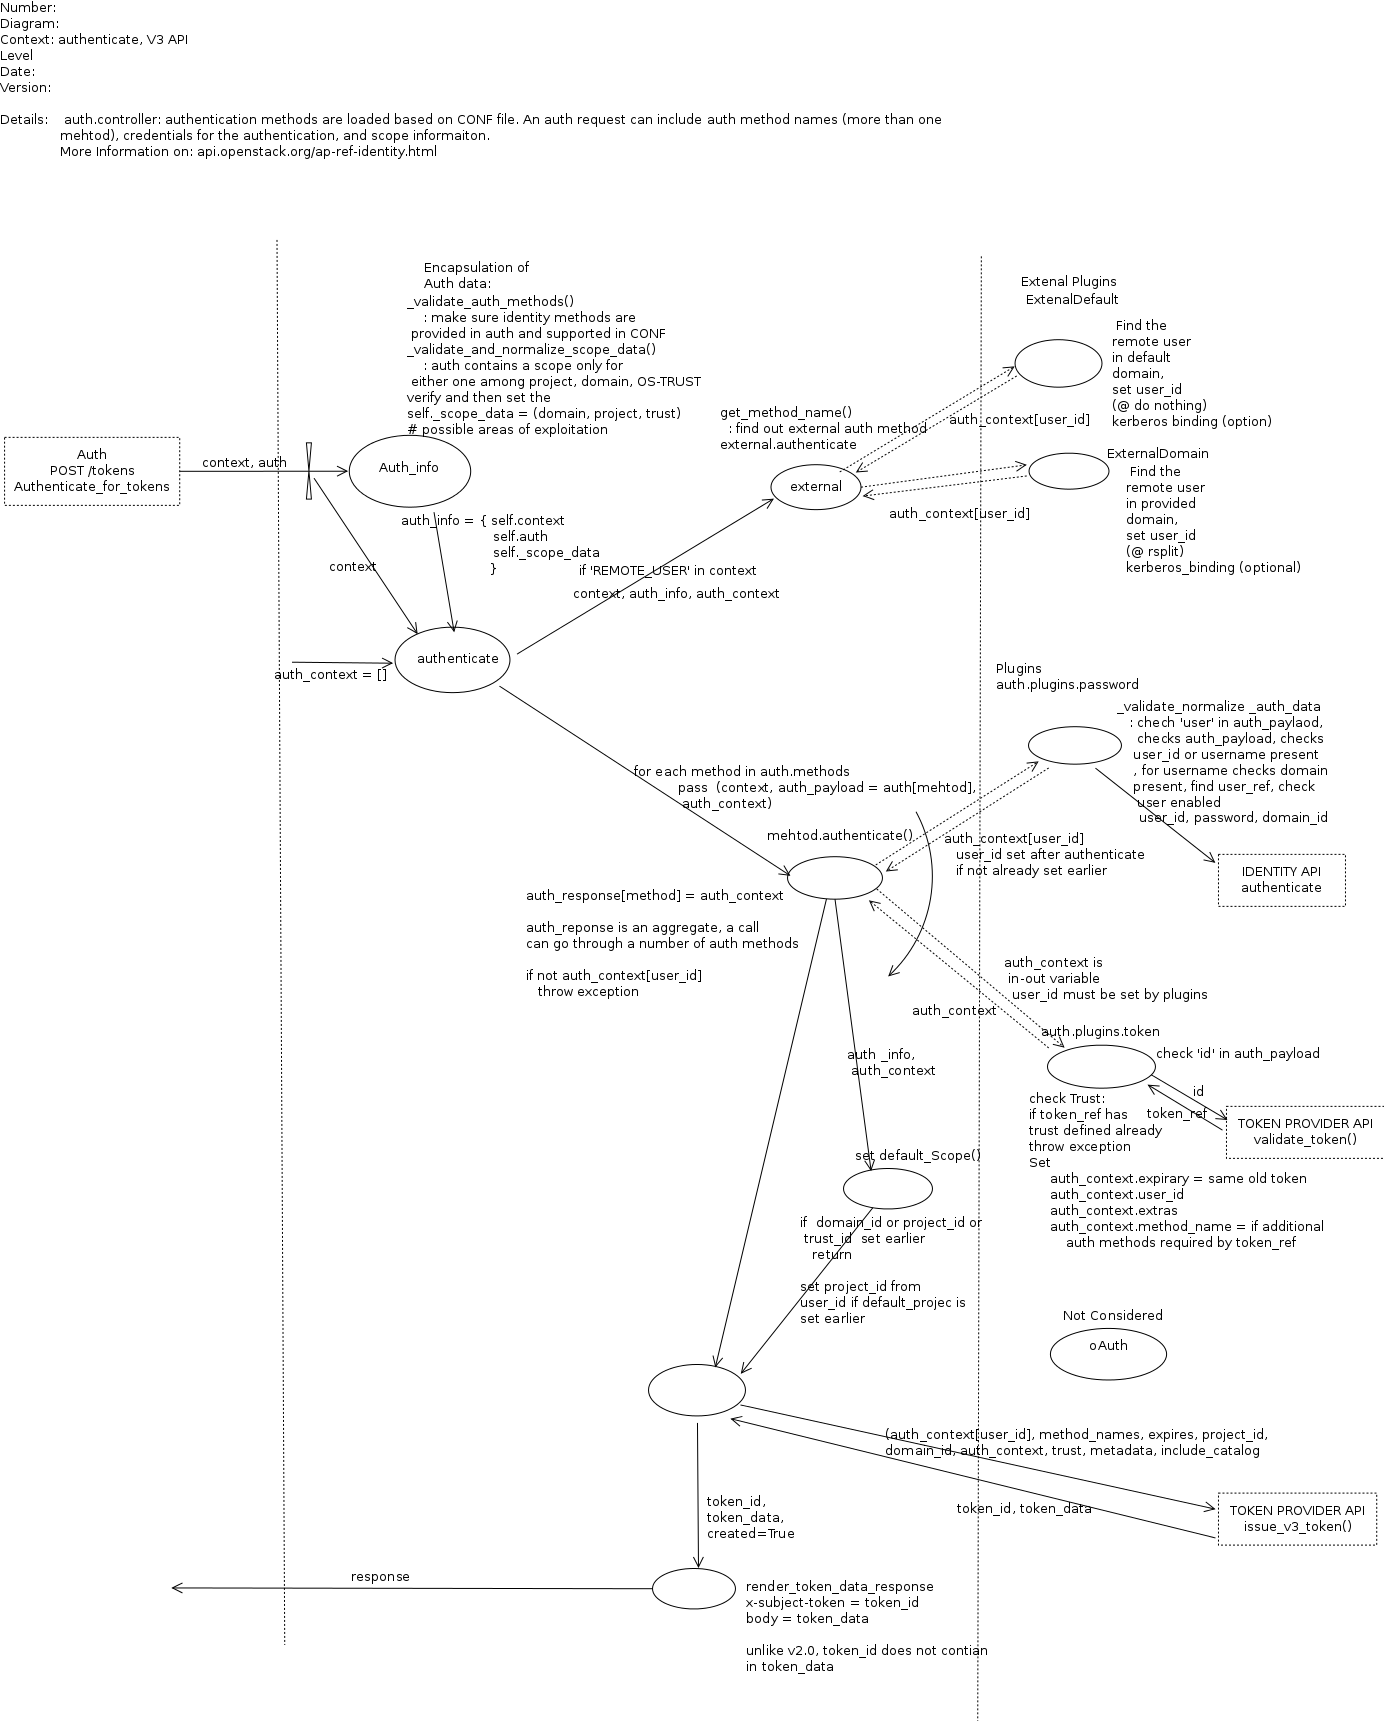 Number:
Diagram:
Context: authenticate, V3 API
Level
Date:
Version:
Details:    auth.controller: authentication methods are loaded based on CONF file. An auth request can include auth method names (more than one
mehtod), credentials for the authentication, and scope informaiton.
More Information on: api.openstack.org/ap-ref-identity.html
Encapsulation of
Auth data:
_validate_auth_methods()
: make sure identity methods are
provided in auth and supported in CONF
_validate_and_normalize_scope_data()
: auth contains a scope only for
either one among project, domain, OS-TRUST
verify and then set the
self._scope_data = (domain, project, trust)
# possible areas of exploitation
Extenal Plugins
ExtenalDefault
Find the
remote user
in default
domain,
set user_id
(@ do nothing)
kerberos binding (option)
get_method_name()
: find out external auth method
external.authenticate
auth_context[user_id]
Auth
POST /tokens
Authenticate_for_tokens
context, auth
Auth_info
external
ExternalDomain
Find the
remote user
in provided
domain,
set user_id
(@ rsplit)
kerberos_binding (optional)
auth_context[user_id]
auth_info = { self.context
self.auth
self._scope_data
}
context
if 'REMOTE_USER' in context
context, auth_info, auth_context
authenticate
auth_context = []
Plugins
auth.plugins.password
_validate_normalize _auth_data
: chech 'user' in auth_paylaod,
checks auth_payload, checks
user_id or username present
, for username checks domain
present, find user_ref, check
user enabled
user_id, password, domain_id
for each method in auth.methods
pass  (context, auth_payload = auth[mehtod],
auth_context)
mehtod.authenticate()
auth_context[user_id]
user_id set after authenticate
if not already set earlier
IDENTITY API
authenticate
auth_response[method] = auth_context
auth_reponse is an aggregate, a call
can go through a number of auth methods
if not auth_context[user_id]
throw exception
auth_context is
in-out variable
user_id must be set by plugins
auth_context
auth.plugins.token
check 'id' in auth_payload
auth _info,
auth_context
id
token_ref
TOKEN PROVIDER API
validate_token()
check Trust:
if token_ref has
trust defined already
throw exception
Set
auth_context.expirary = same old token
auth_context.user_id
auth_context.extras
auth_context.method_name = if additional
auth methods required by token_ref
set default_Scope()
if  domain_id or project_id or
trust_id  set earlier
return
set project_id from
user_id if default_projec is
set earlier
Not Considered
oAuth
(auth_context[user_id], method_names, expires, project_id,
domain_id, auth_context, trust, metadata, include_catalog
token_id, token_data
TOKEN PROVIDER API
issue_v3_token()
token_id,
token_data,
created=True
response
render_token_data_response
x-subject-token = token_id
body = token_data
unlike v2.0, token_id does not contian
in token_data